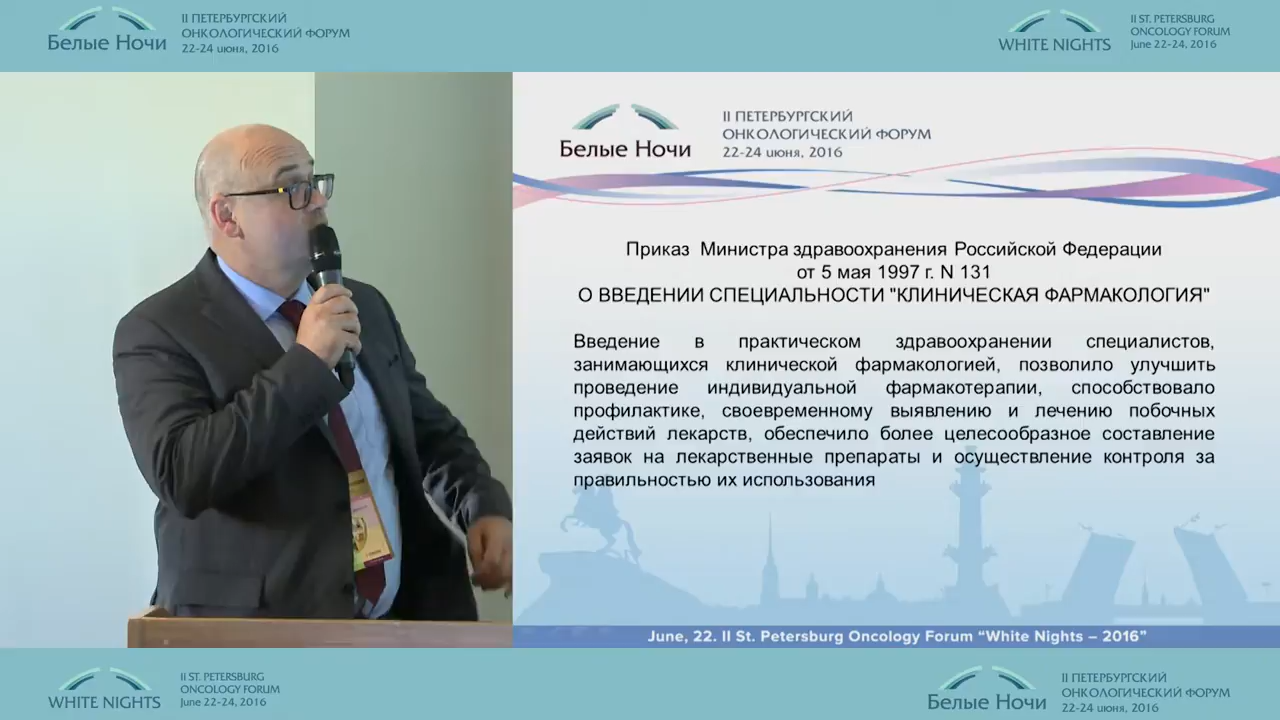 Белые Ночи
II ПЕТЕРБУРГСКИЙ
ОНКОЛОГИЧЕСКИЙ ФОРУМ
22-24 июня, 2016
WHITE NIGHTS
II ST. PETERSBURG
ONCOLOGY FORUM
June 22-24, 2016
Белые Ночи
II ПЕТЕРБУРГСКИЙ
ОНКОЛОГИЧЕСКИЙ ФОРУМ
22-24 июня, 2016
Приказ Министра здравоохранения Российской Федерации
от 5 мая 1997 г. N 131
О ВВЕДЕНИИ СПЕЦИАЛЬНОСТИ "КЛИНИЧЕСКАЯ ФАРМАКОЛОГИЯ"
Введение в практическом здравоохранении специалистов,
занимающихся клинической фармакологией, позволило улучшить
проведение индивидуальной фармакотерапии, способствовало
профилактике, своевременному выявлению и лечению побочных
действий лекарств, обеспечило более целесообразное составление
заявок на лекарственные препараты и осуществление контроля за
правильностью их использования
June, 22. II St. Petersburg Oncology Forum “White Nights – 2016”
WHITE NIGHTS
II ST. PETERSBURG
ONCOLOGY FORUM
June 22-24, 2016
Белые Ночи
II ПЕТЕРБУРГСКИЙ
ОНКОЛОГИЧЕСКИЙ ФОРУМ
22-24 июня, 2016